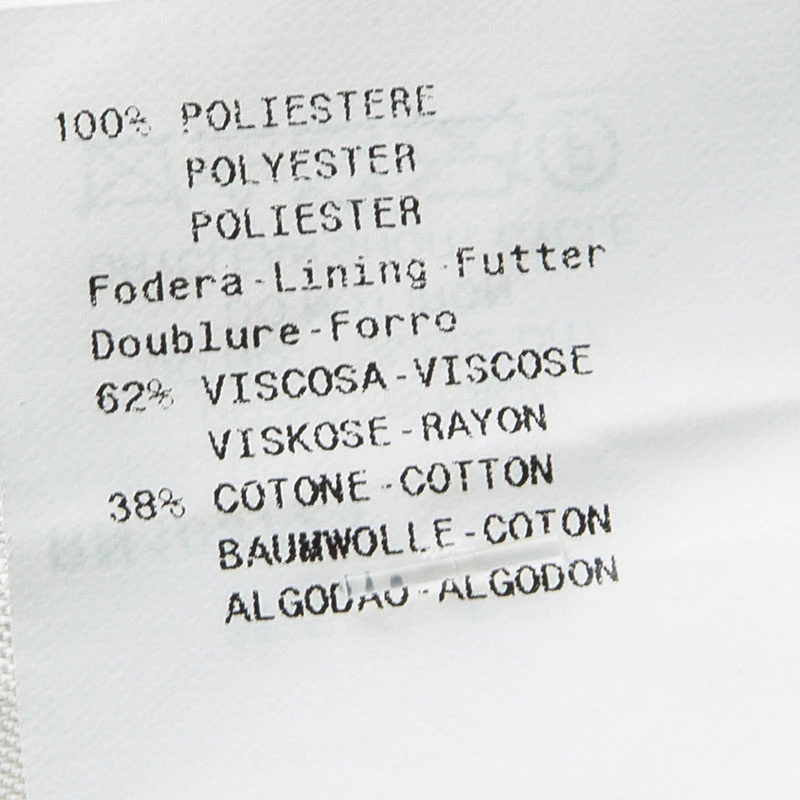 100% POLIESTERE
POLYESTER
POLIESTER
Fodera-Lining-Futter
Doublure-Forro
62% VISCOSA-VISCOSE
VISKOSE-RAYON
38% COTONE-COTTON
BAUMWOLLE-COTON
ALGODAO-ALGODON